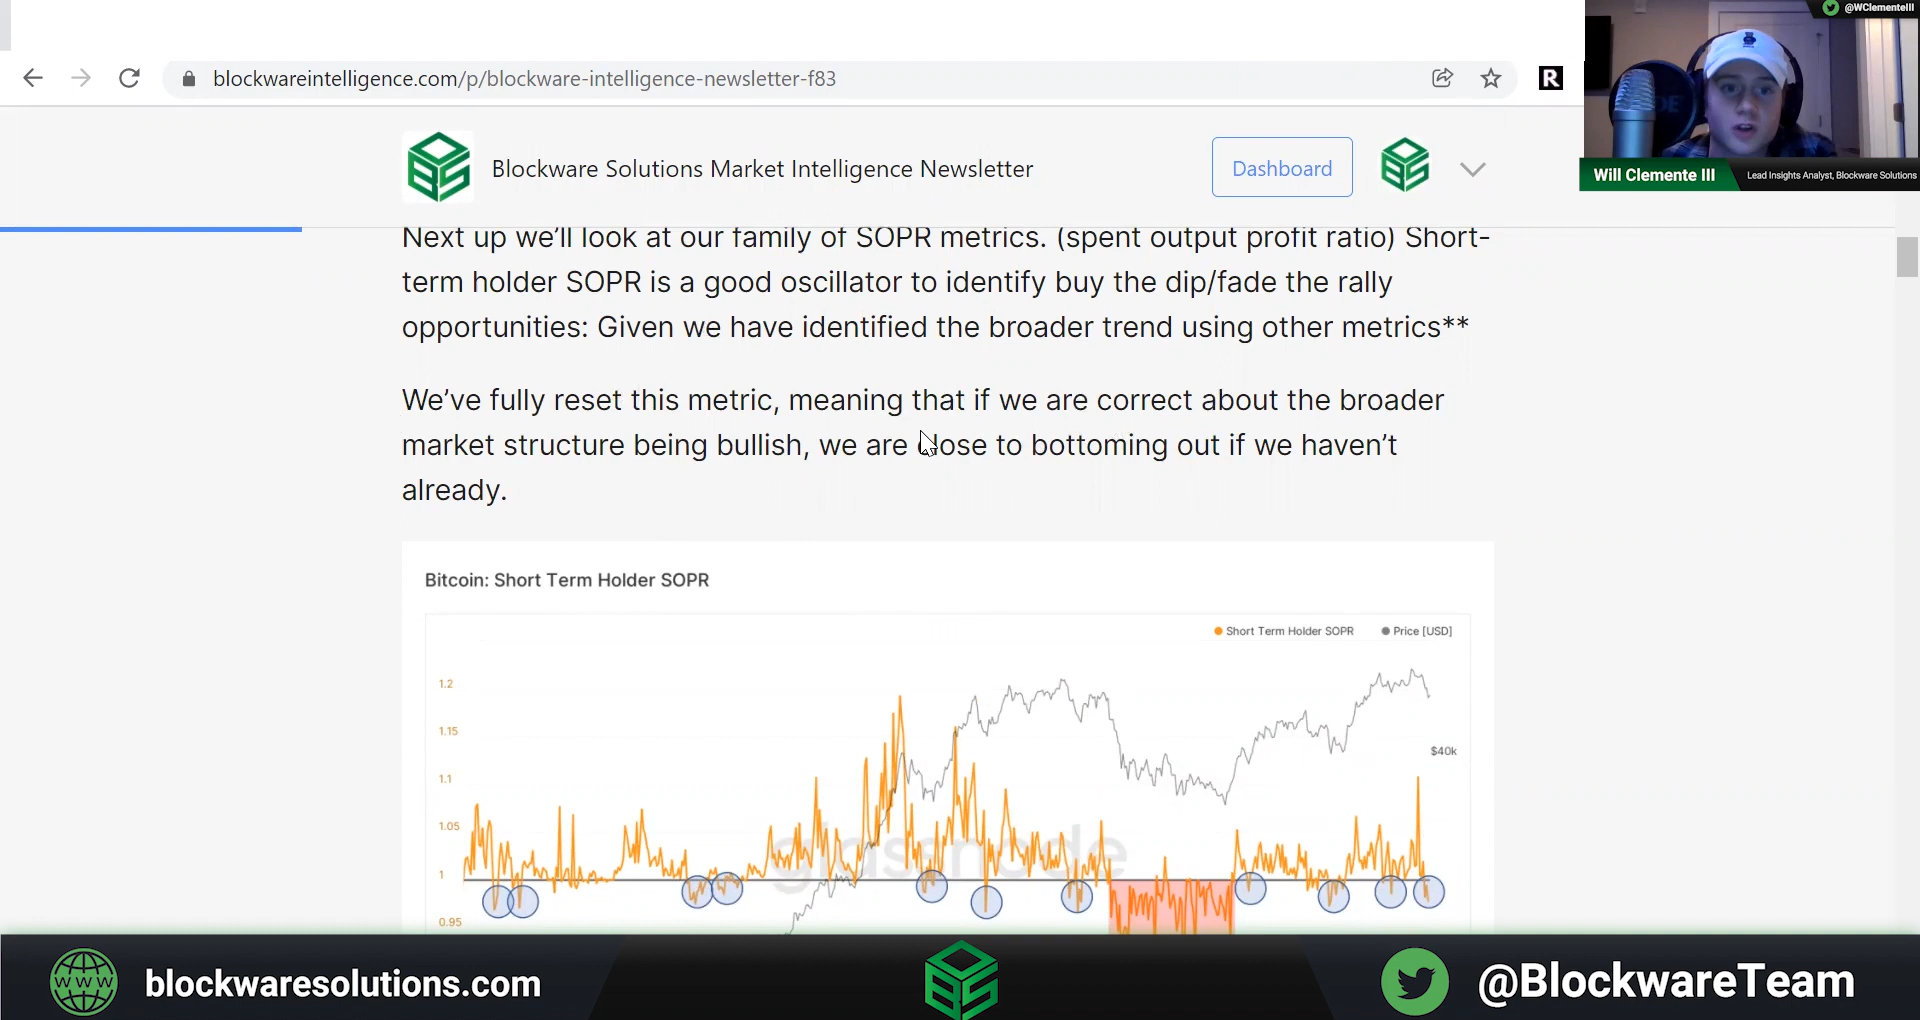 @WClementeIII
blockwareintelligence.com/p/blockware-intelligence-newsletter-f83
R
Will Clemente III
Lead Insights Analyst, Blockware Solutions
Blockware Solutions Market Intelligence Newsletter
Dashboard
Next up we’ll look at our family of SOPR metrics. (spent output profit ratio) Short-
term holder SOPR is a good oscillator to identify buy the dip/fade the rally
opportunities: Given we have identified the broader trend using other metrics**
We’ve fully reset this metric, meaning that if we are correct about the broader
market structure being bullish, we are close to bottoming out if we haven’t
already.
Bitcoin: Short Term Holder SOPR
Short Term Holder SOPR
Price [USD]
1.2
1.15
$40k
1.1
1.05
glassnode
1
0.95
WWW
blockwaresolutions.com
BS
@BlockwareTeam